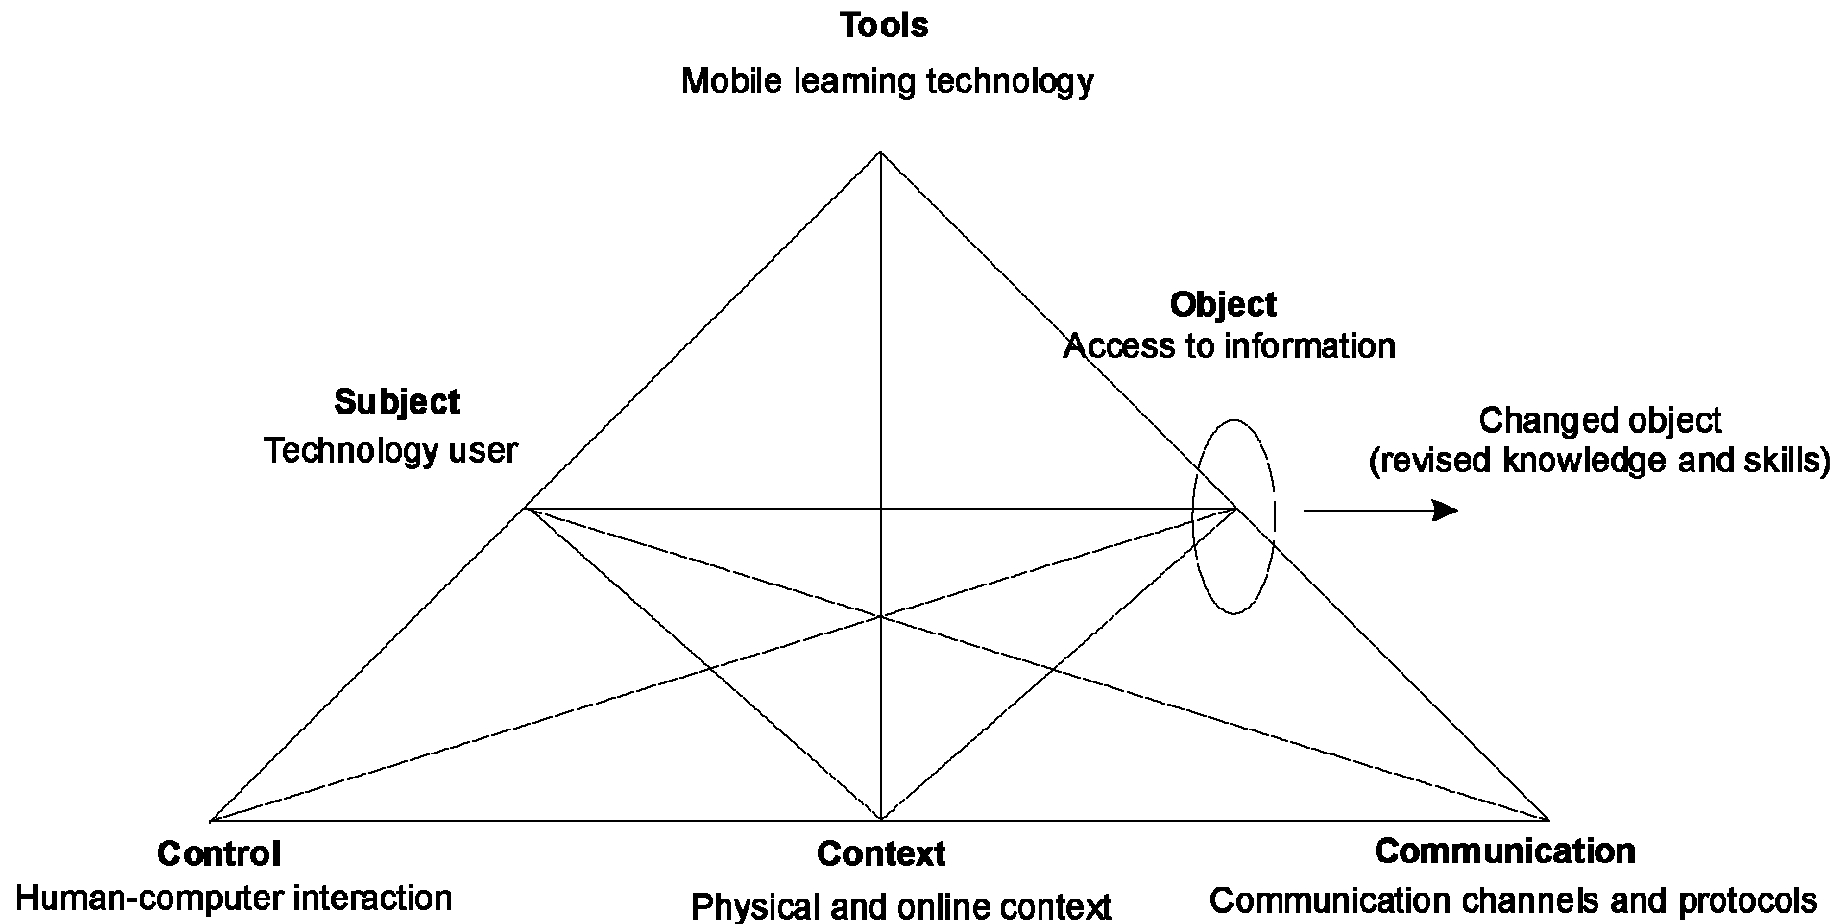 Tools
Mobile learning technology
Object
Access to information
Subject
Technology user
Changed object
(revised knowledge and skills)
Control
Human-computer interaction
Context
Physical and online context
Communication
Communication channels and protocols